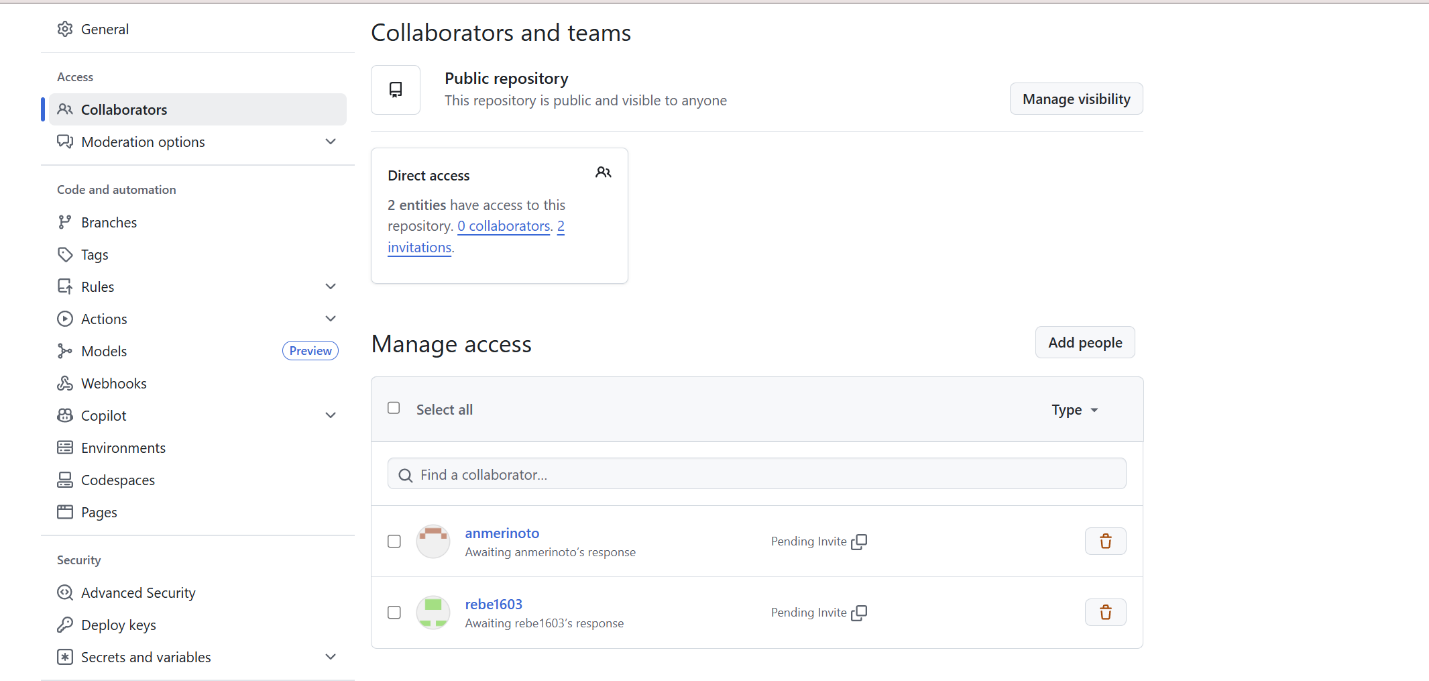 General
Access
Collaborators
Moderation options
Code and automation
Branches
Tags
Rules
Actions
Models Preview
Webhooks
Copilot
Environments
Codespaces
Pages
Security
Advanced Security
Deploy keys
Secrets and variables
Collaborators and teams
Public repository
This repository is public and visible to anyone
Manage visibility
Direct access
2 entities have access to this
repository. 0 collaborators. 2
invitations.
Manage access
Add people
Select all
Type
Find a collaborator...
anmerinoto
Awaiting anmerinoto's response
Pending Invite
rebe1603
Awaiting rebe1603's response
Pending Invite